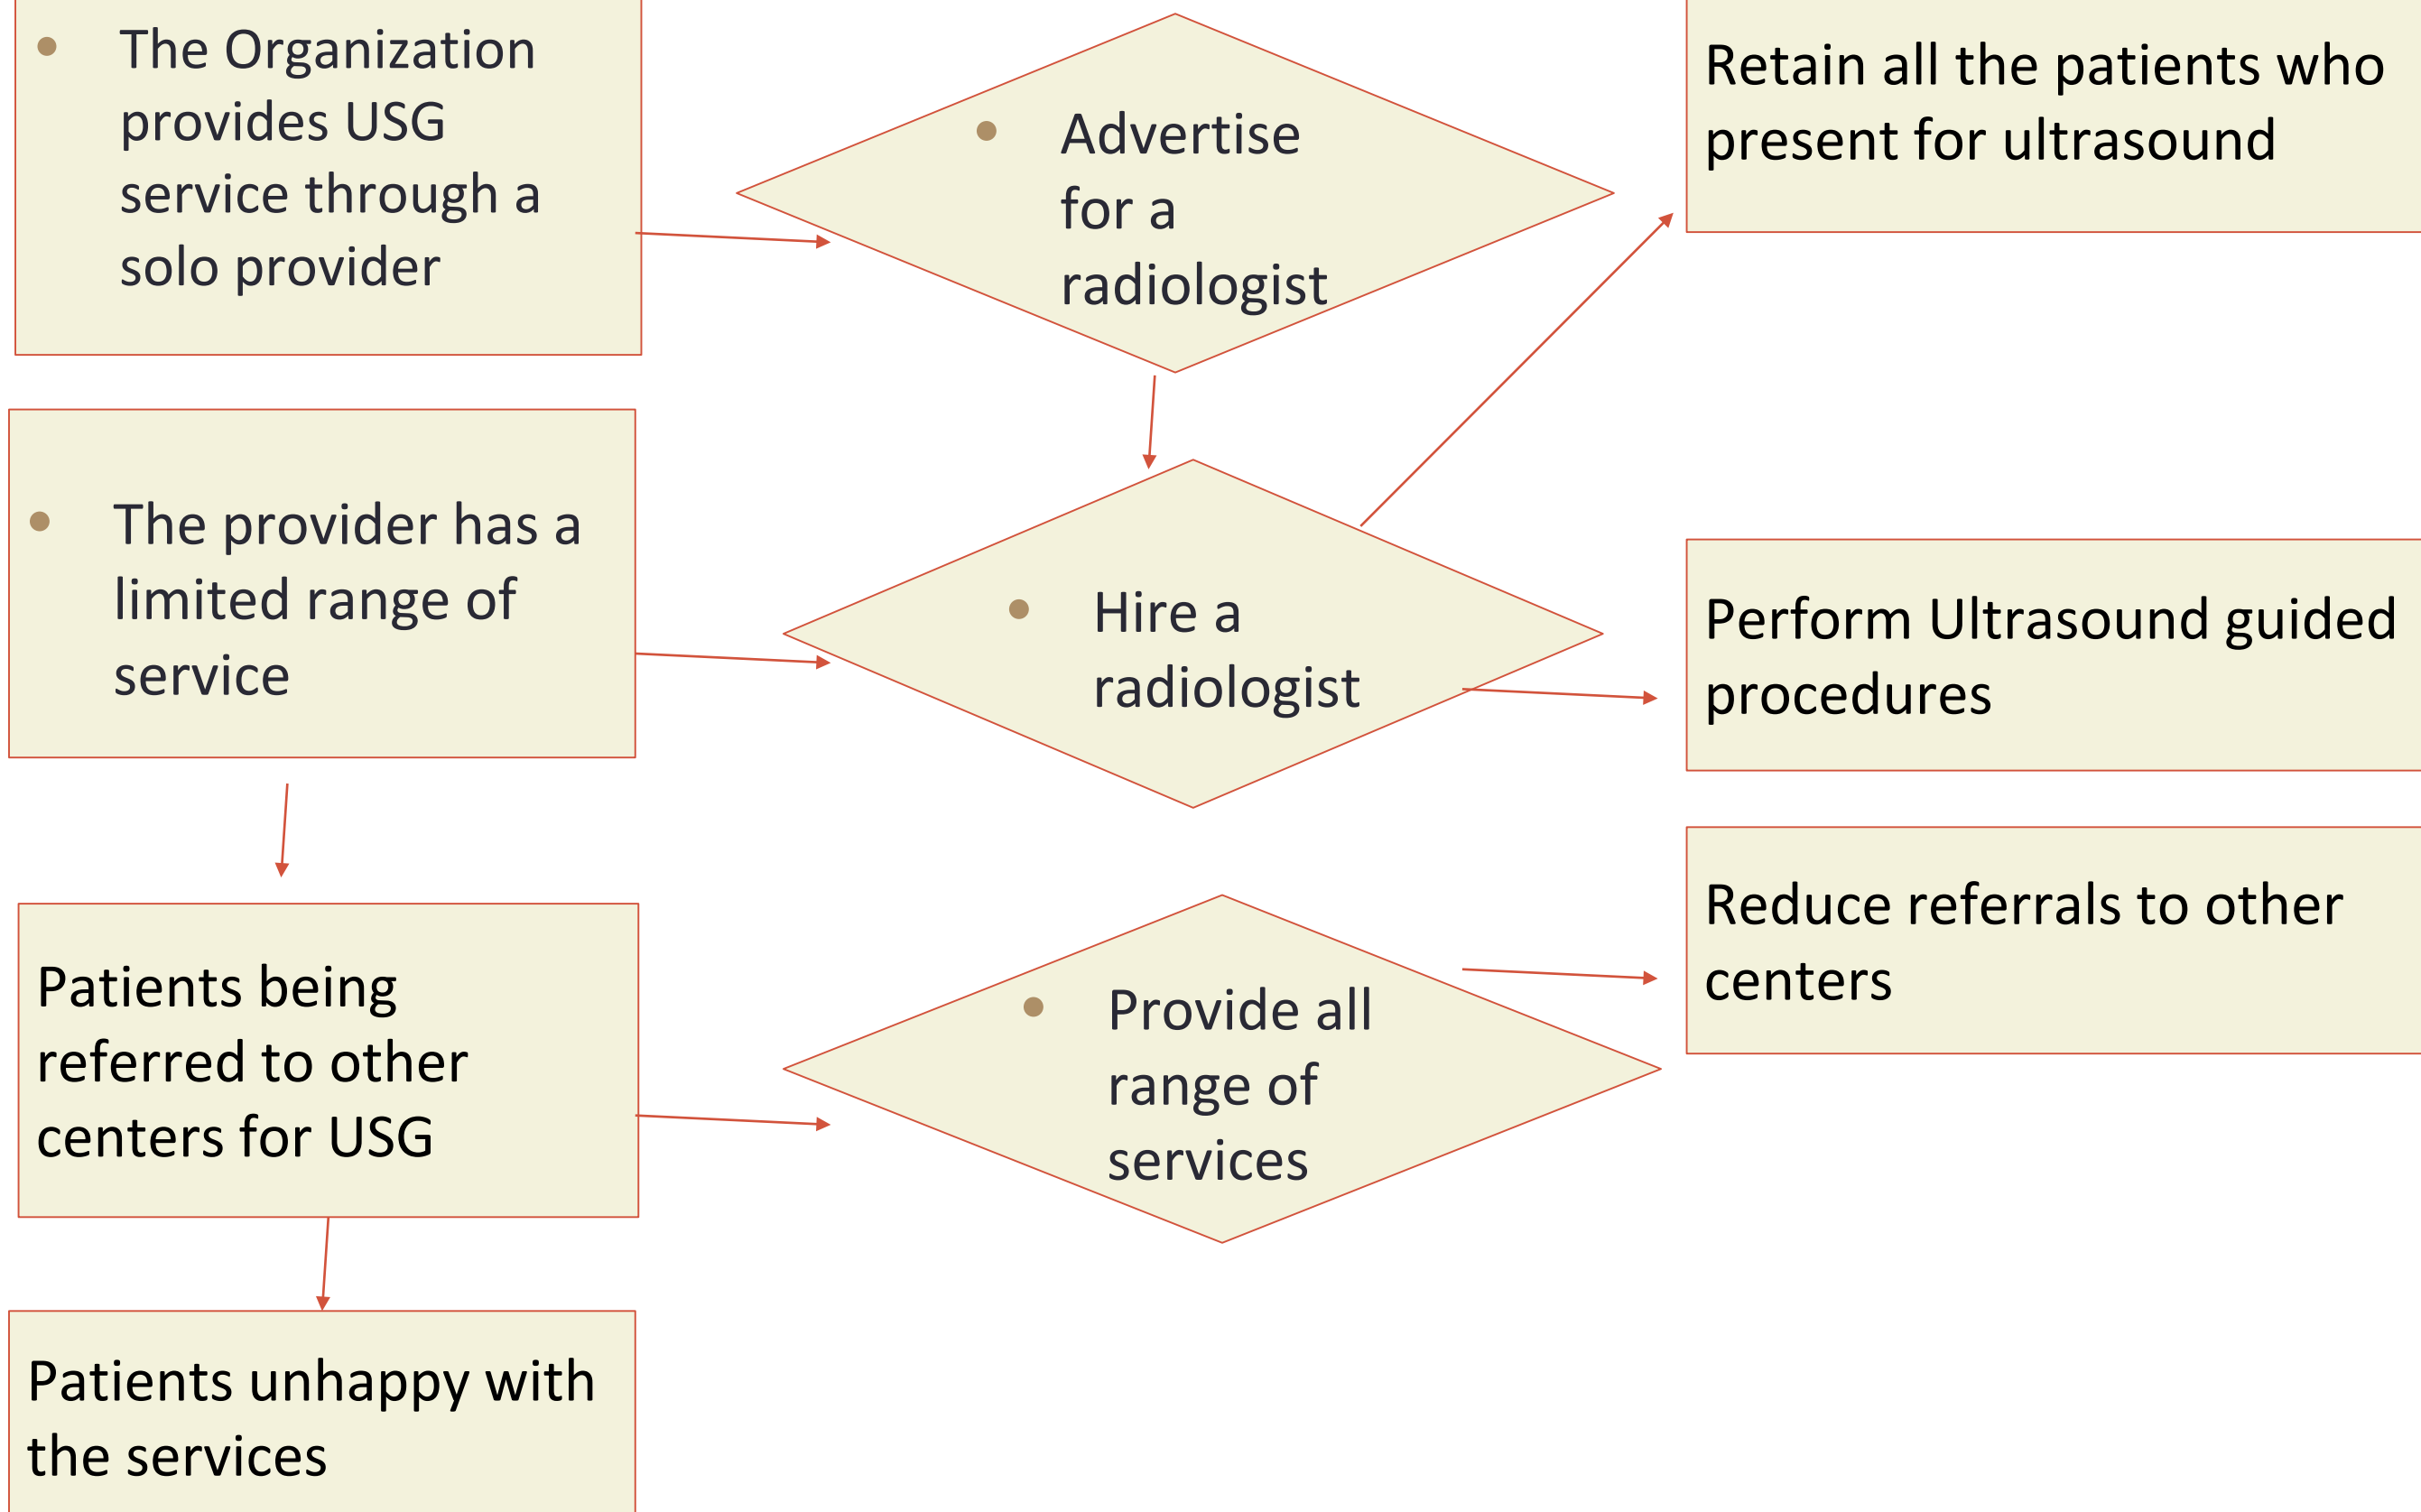 The Organization
provides USG
service through a
solo provider
Advertise
for a
radiologist
Retain all the patients who
present for ultrasound
The provider has a
limited range of
service
Hire a
radiologist
Perform Ultrasound guided
procedures
Patients being
referred to other
centers for USG
Provide all
range of
services
Reduce referrals to other
centers
Patients unhappy with
the services